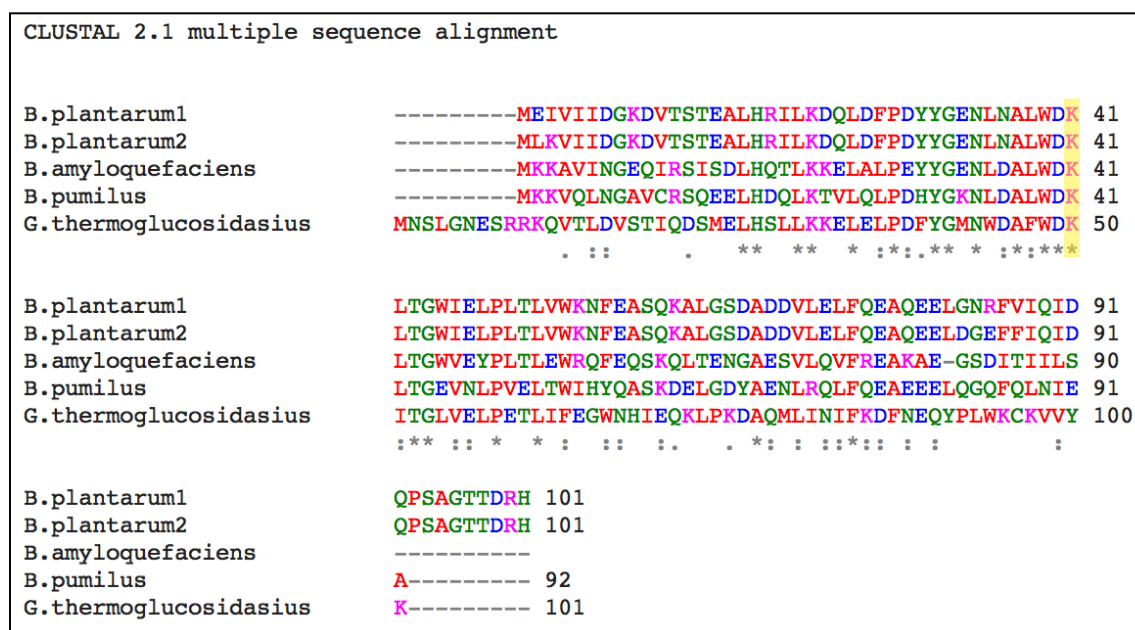 CLUSTAL 2.1 multiple sequence alignment
B.plantarum1 ---------MEIVIIDGKDVTSTEALHRILKDQLDFPDYYGENLNALWDK 41
B.plantarum2 ---------MLKVIIDGKDVTSTEALHRILKDQLDFPDYYGENLNALWDK 41
B.amyloquefaciens ---------MKKAVINGEQIRSISDLHQTLKKELALPEYYGENLDALWDK 41
B.pumilus ---------MKKVQLNGAVCRSQEELHDQLKTVLQLPDHYGKNLDALWDK 41
G.thermoglucosidasius MNSLGNESRRKQVTLDVSTIQDSMELHSLLKKELELPDFYGMNWDAFWDK 50
. :: . ** ** * :*:.** * :*:****
B.plantarum1 LTGWIELPLTLVWKNFEASQKALGSDADDVLELFQEAQEELGNRFVIQID 91
B.plantarum2 LTGWIELPLTLVWKNFEASQKALGSDADDVLELFQEAQEELDGEFFIQID 91
B.amyloquefaciens LTGWVEYPLTLEWRQFEQSKQLTENGAESVLQVFREAKAE-GSDITIILS 90
B.pumilus LTGEVNLPVELTWIHYQASKDELGDYAENLRQLFQEAEEELQGQFQLNIE 91
G.thermoglucosidasius ITGLVELPETLIFEGWNHIEQKLPKDAQMLINIFKDFNEQYPLWKCKVVY 100
:** :: * * : :: :. . *: : ::*:: : : :
B.plantarum1 QPSAGTTDRH 101
B.plantarum2 QPSAGTTDRH 101
B.amyloquefaciens ----------
B.pumilus A--------- 92
G.thermoglucosidasius K--------- 101